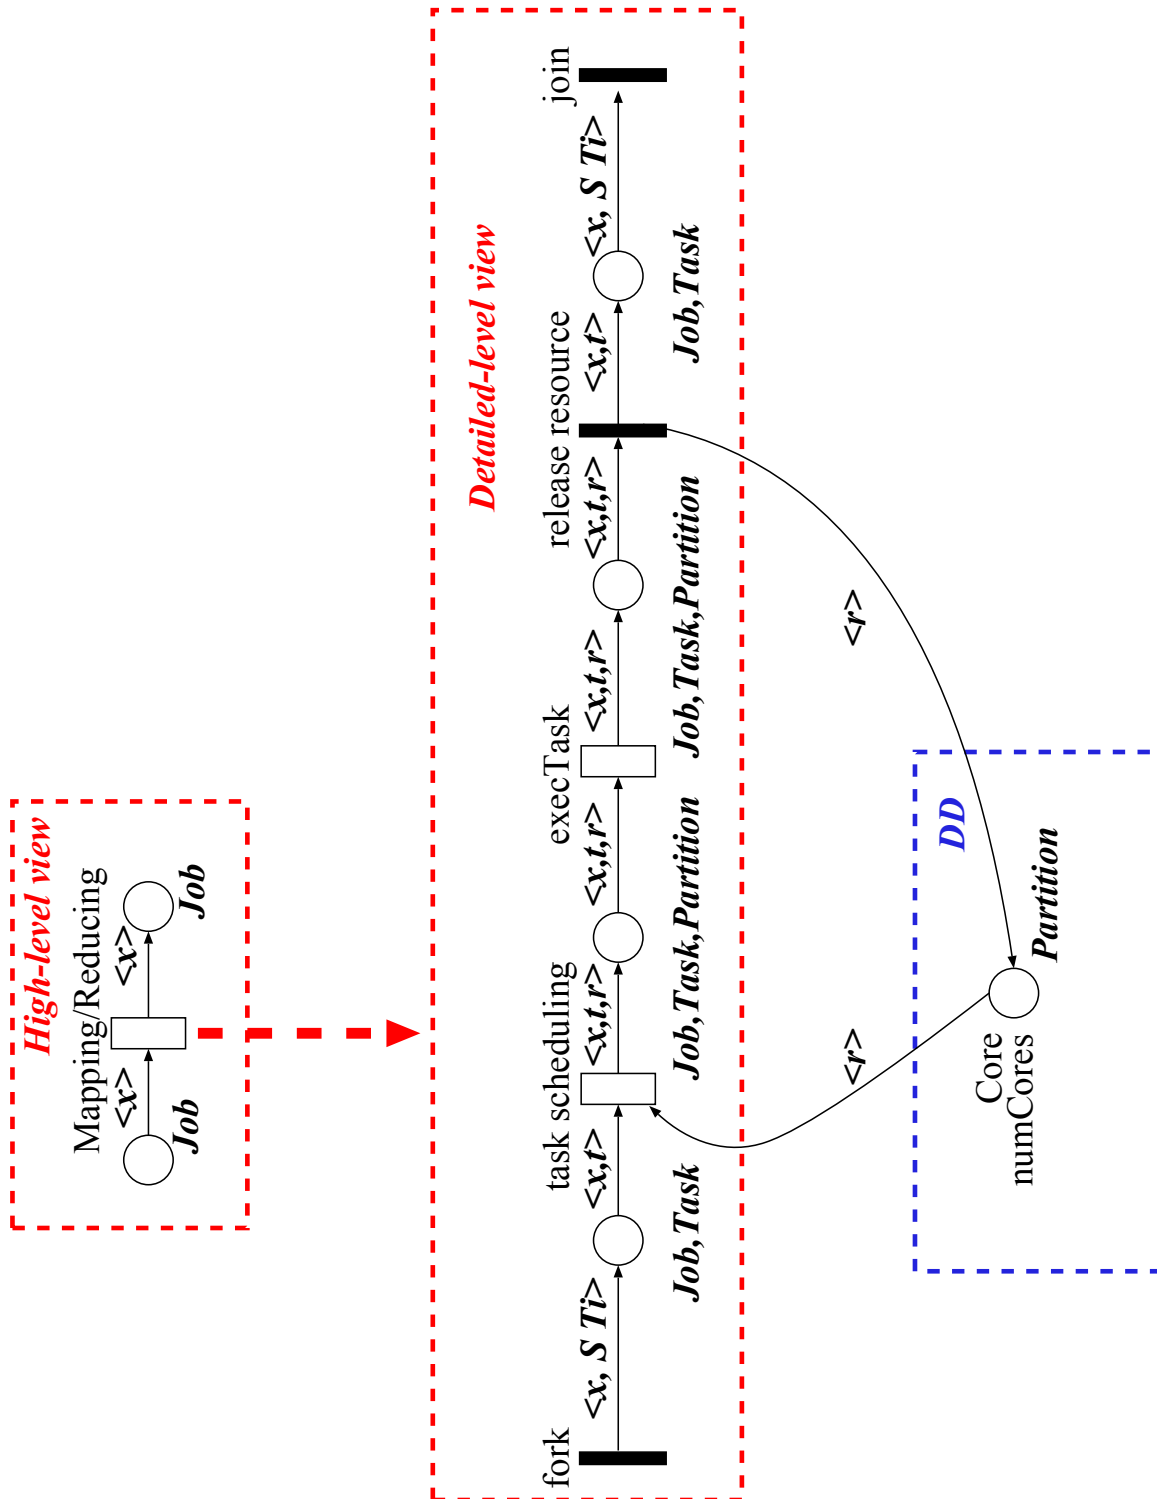 High-level view
Mapping/Reducing
<x>
<x>
Job
Job
Detailed-level view
fork
task scheduling
execTask
release resource
join
<x, S Ti>
<x,t>
<x,t,r>
<x,t,r>
<x,t,r>
<x,t,r>
<x,t>
<x, S Ti>
Job,Task
Job,Task,Partition
Job,Task,Partition
Job,Task
<r>
<r>
DD
Core
numCores
Partition